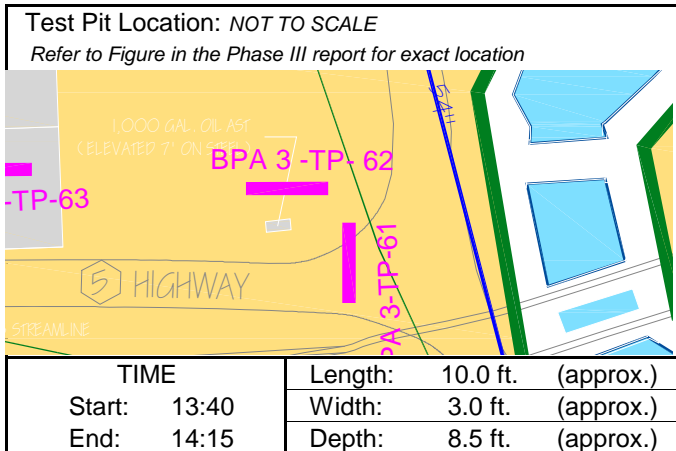 Test Pit Location: NOT TO SCALE
Refer to Figure in the Phase III report for exact location
1,000 GAL. OIL AST
(ELEVATED 7' ON STEEL
BPA 3 -TP- 62
-TP-63
54"
PA 3-TP-61
5 HIGHWAY
STREAMLINE
TIME
Start: 13:40
End: 14:15
Length: 10.0 ft. (approx.)
Width: 3.0 ft. (approx.)
Depth: 8.5 ft. (approx.)